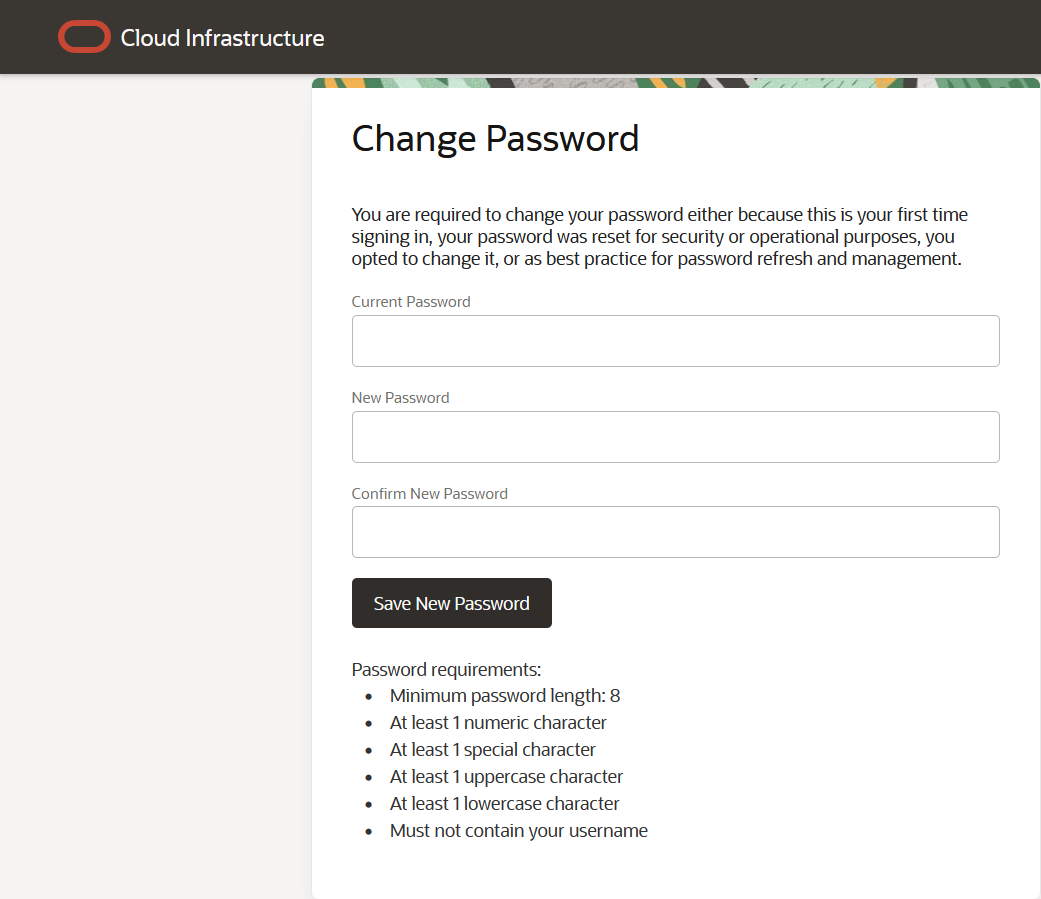 Cloud Infrastructure
Change Password
You are required to change your password either because this is your first time
signing in, your password was reset for security or operational purposes, you
opted to change it, or as best practice for password refresh and management.
Current Password
New Password
Confirm New Password
Save New Password
Password requirements:
• Minimum password length: 8
• At least 1 numeric character
• At least 1 special character
• At least 1 uppercase character
• At least 1 lowercase character
• Must not contain your username